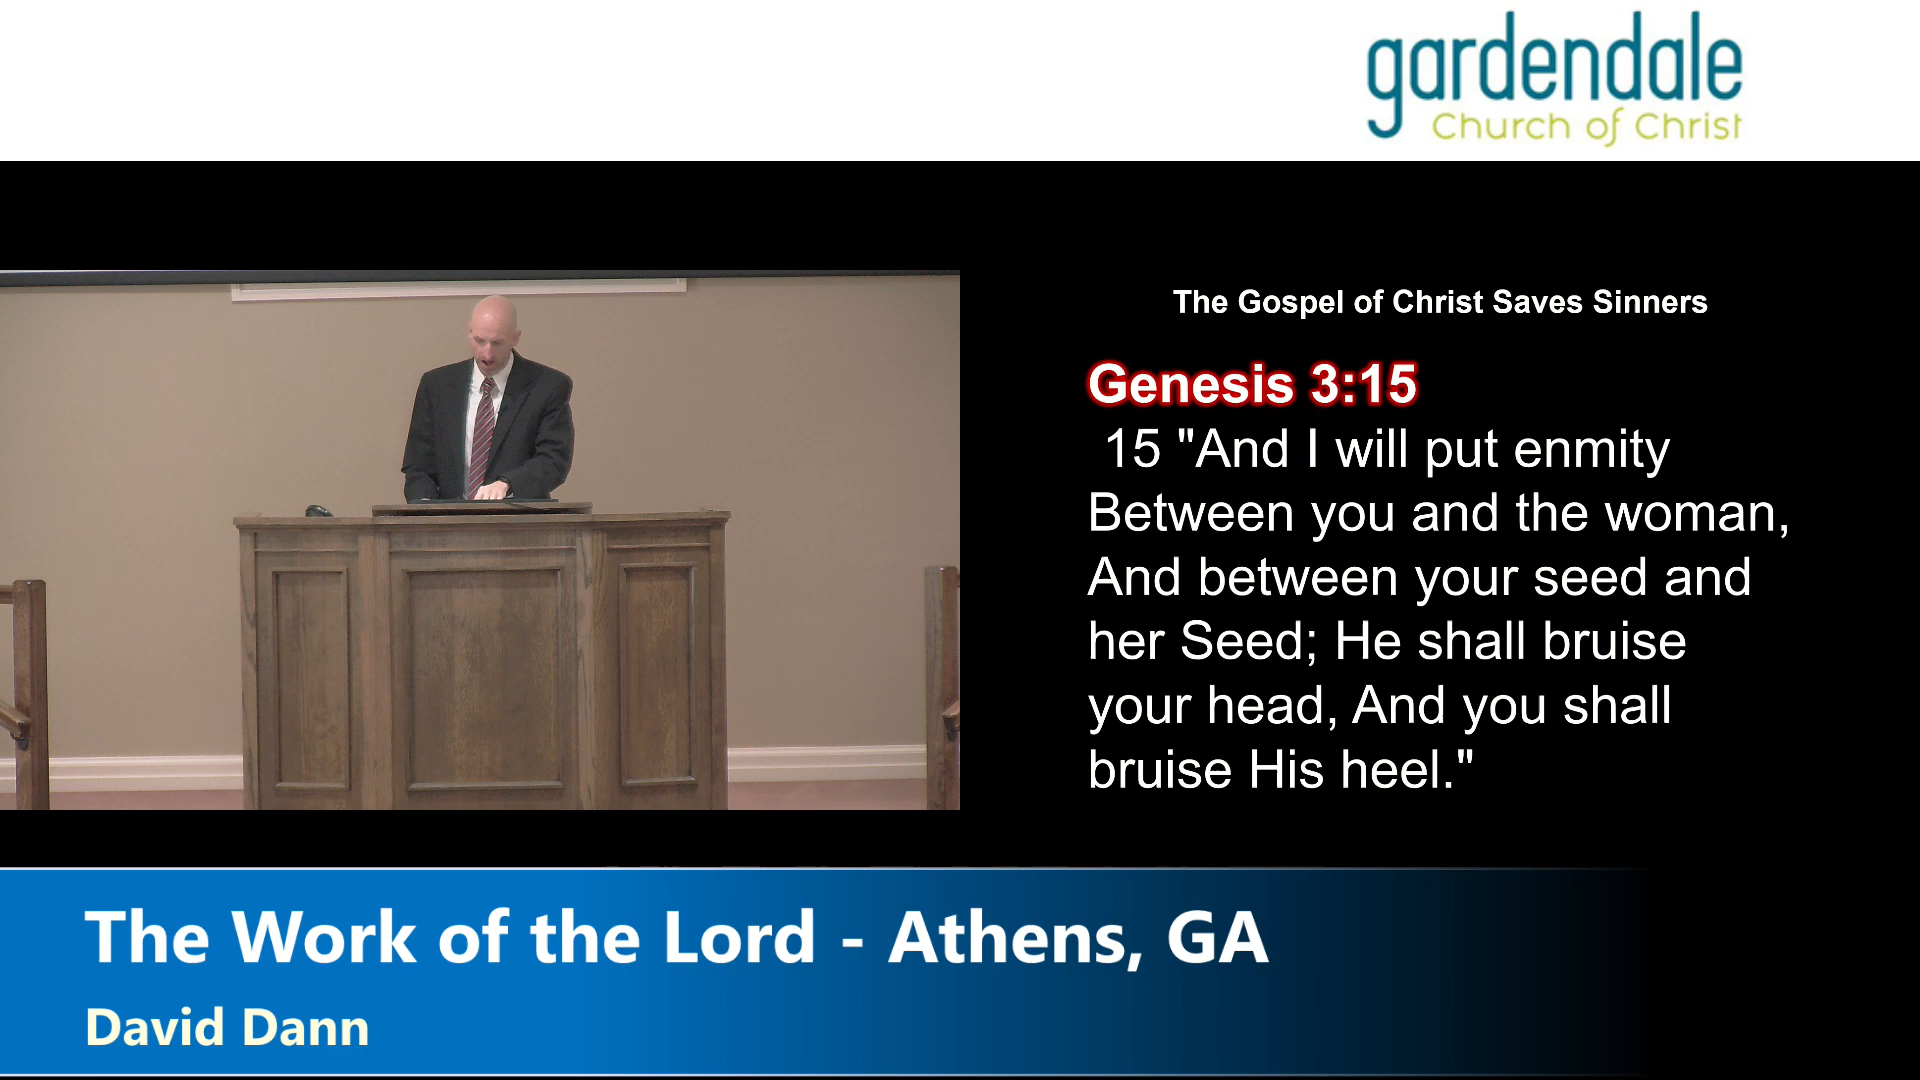 gardendale
Church of Christ
The Gospel of Christ Saves Sinners
Genesis 3:15
15 "And I will put enmity
Between you and the woman,
And between your seed and
her Seed; He shall bruise
your head, And you shall
bruise His heel."
The Work of the Lord - Athens, GA
David Dann